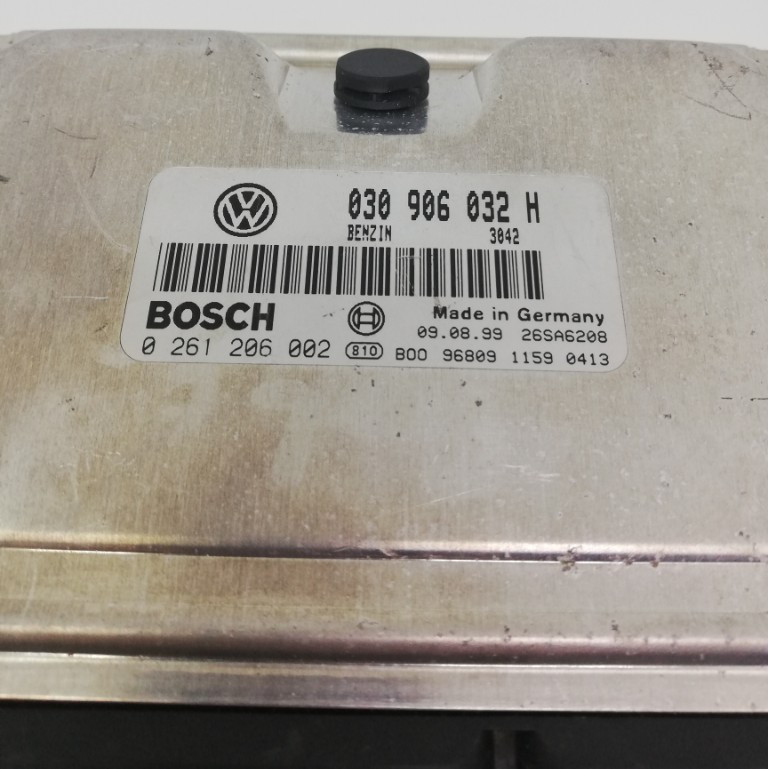 VW 030 906 032 H
BENZIN 3042
BOSCH Made in Germany
09.08.99 26SA6208
0 261 206 002 810 B00 96809 1159 0413